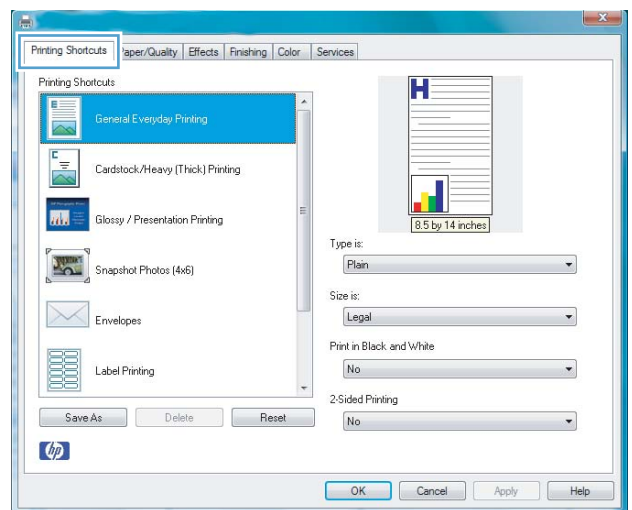 Printing Shortcuts
Paper/Quality
Effects
Finishing
Color
Services
Printing Shortcuts
General Everyday Printing
Cardstock/Heavy (Thick) Printing
Glossy / Presentation Printing
Snapshot Photos (4x6)
Envelopes
Label Printing
Save As
Delete
Reset
hp
H
8.5 by 14 inches
Type is:
Plain
Size is:
Legal
Print in Black and White
No
2-Sided Printing
No
OK
Cancel
Apply
Help